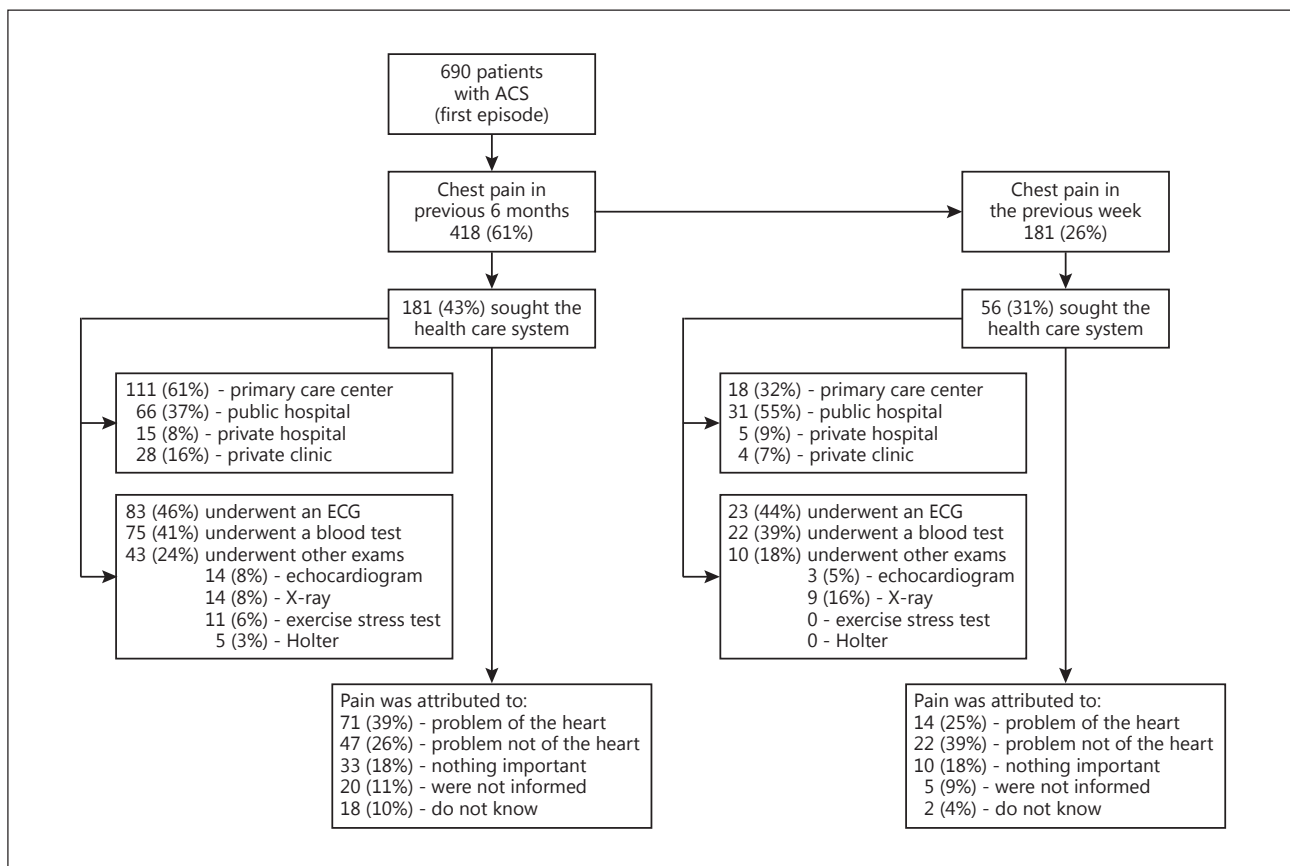 690 patients
with ACS
(first episode)
Chest pain in
previous 6 months
418 (61%)
Chest pain in
the previous week
181 (26%)
181 (43%) sought the
health care system
56 (31%) sought the
health care system
111 (61%) - primary care center
66 (37%) - public hospital
15 (8%) - private hospital
28 (16%) - private clinic
18 (32%) - primary care center
31 (55%) - public hospital
5 (9%) - private hospital
4 (7%) - private clinic
83 (46%) underwent an ECG
75 (41%) underwent a blood test
43 (24%) underwent other exams
14 (8%) - echocardiogram
14 (8%) - X-ray
11 (6%) - exercise stress test
5 (3%) - Holter
23 (44%) underwent an ECG
22 (39%) underwent a blood test
10 (18%) underwent other exams
3 (5%) - echocardiogram
9 (16%) - X-ray
0 - exercise stress test
0 - Holter
Pain was attributed to:
71 (39%) - problem of the heart
47 (26%) - problem not of the heart
33 (18%) - nothing important
20 (11%) - were not informed
18 (10%) - do not know
Pain was attributed to:
14 (25%) - problem of the heart
22 (39%) - problem not of the heart
10 (18%) - nothing important
5 (9%) - were not informed
2 (4%) - do not know